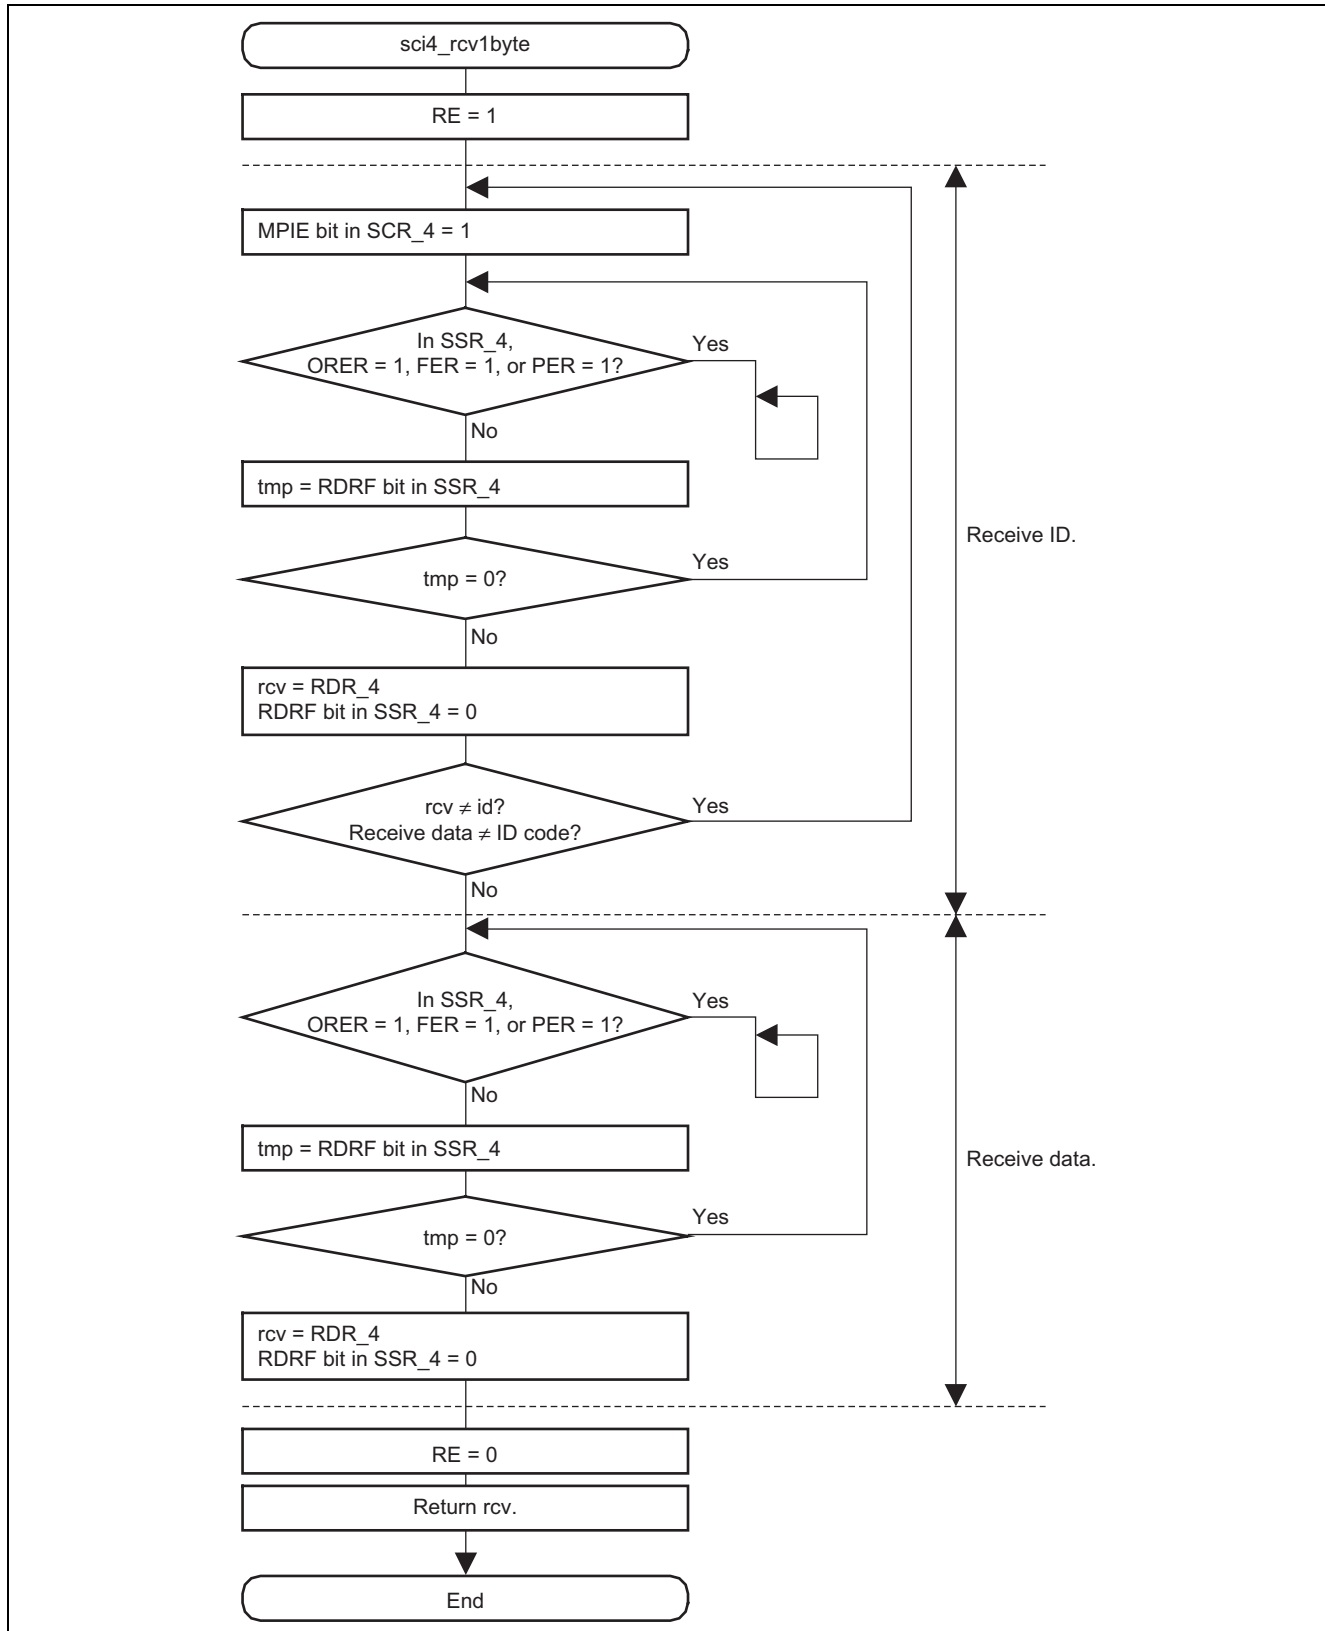 sci4_rcv1byte
RE = 1
MPIE bit in SCR_4 = 1
In SSR_4,
ORER = 1, FER = 1, or PER = 1?
Yes
No
tmp = RDRF bit in SSR_4
Receive ID.
tmp = 0?
Yes
No
rcv = RDR_4
RDRF bit in SSR_4 = 0
rcv ≠ id?
Receive data ≠ ID code?
Yes
No
In SSR_4,
ORER = 1, FER = 1, or PER = 1?
Yes
No
tmp = RDRF bit in SSR_4
Receive data.
tmp = 0?
Yes
No
rcv = RDR_4
RDRF bit in SSR_4 = 0
RE = 0
Return rcv.
End